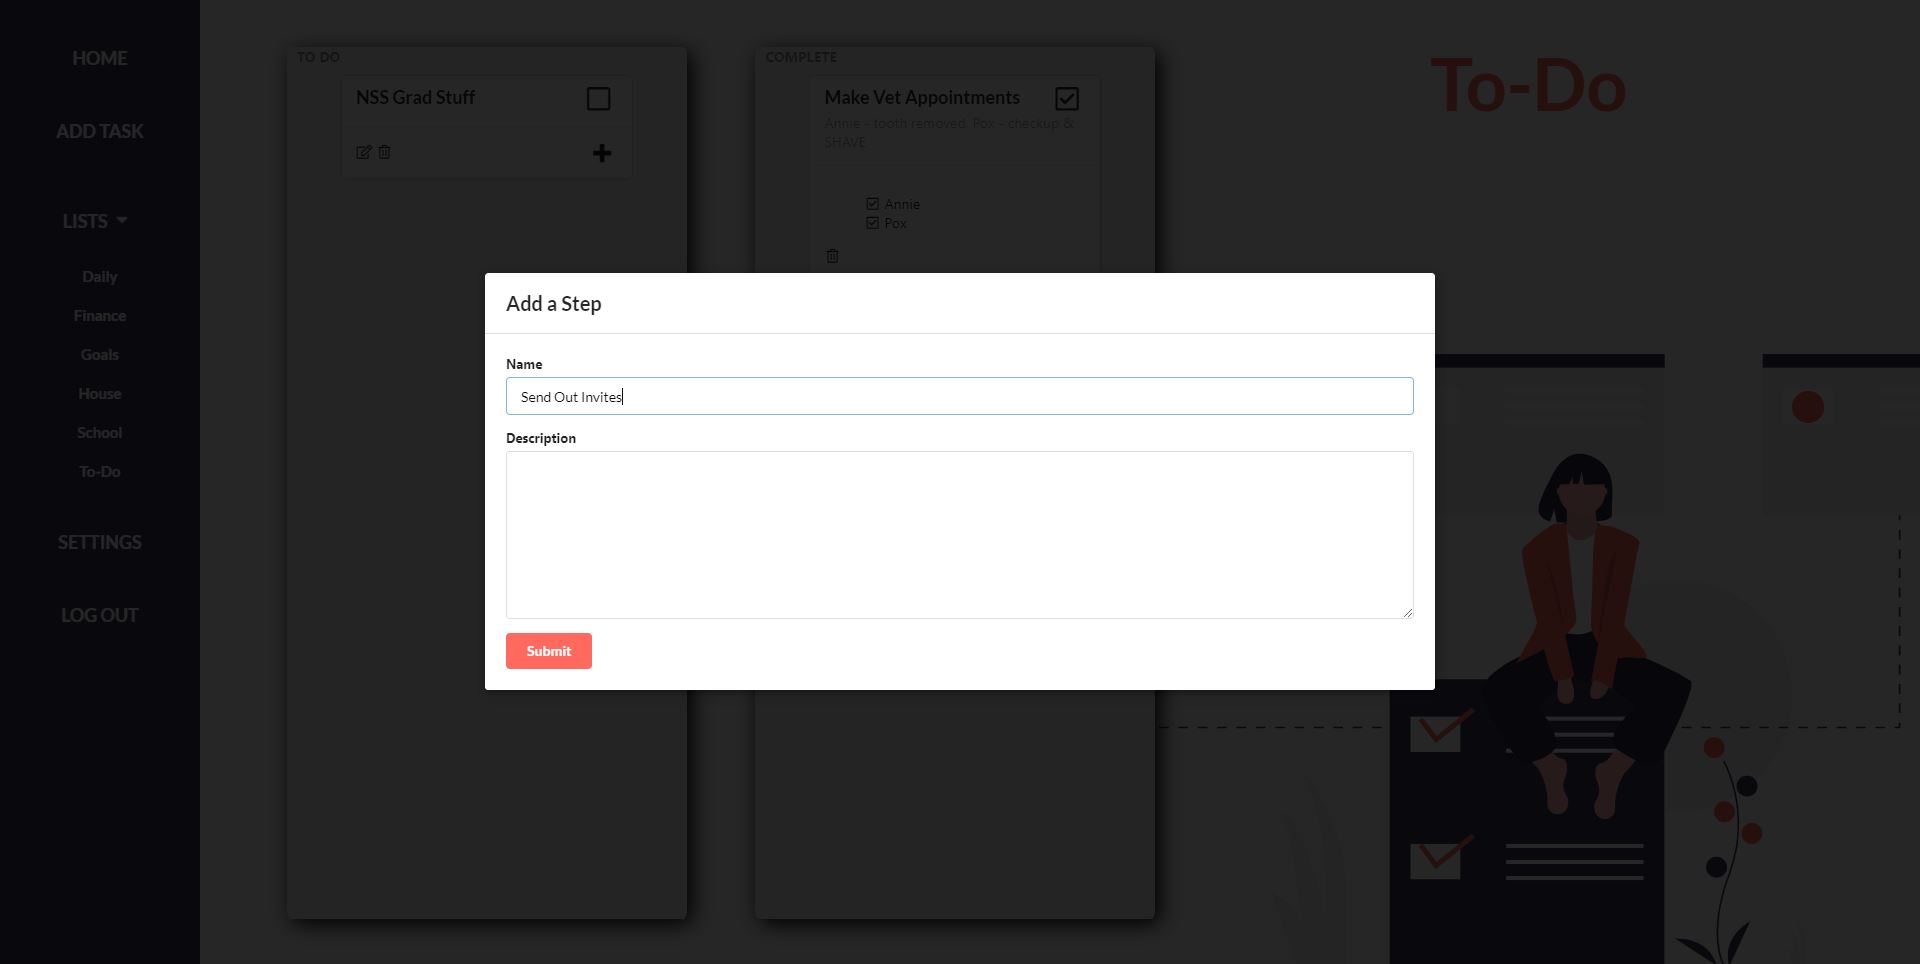 HOME
ADD TASK
LISTS
Daily
Finance
Goals
House
School
To-Do
SETTINGS
LOG OUT
TO DO
NSS Grad Stuff
COMPLETE
Make Vet Appointments
Annie - tooth removed. Pox - checkup &
SHAVE
Annie
Pox
To-Do
Add a Step
Name
Send Out Invites
Description
Submit